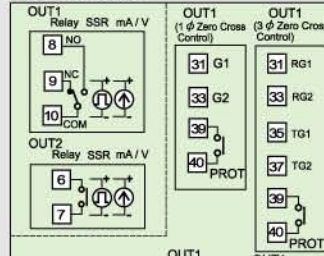 OUT1
Relay SSR mA / V
8 NO
9 NC
10 COM
OUT2
Relay SSR mA / V
6
7
OUT1
(1 ϕ Zero Cross
Control)
31 G1
33 G2
39
40 PROT
OUT1
(3 ϕ Zero Cross
Control)
31 RG1
33 RG2
35 TG1
37 TG2
39
40 PROT
OUT1